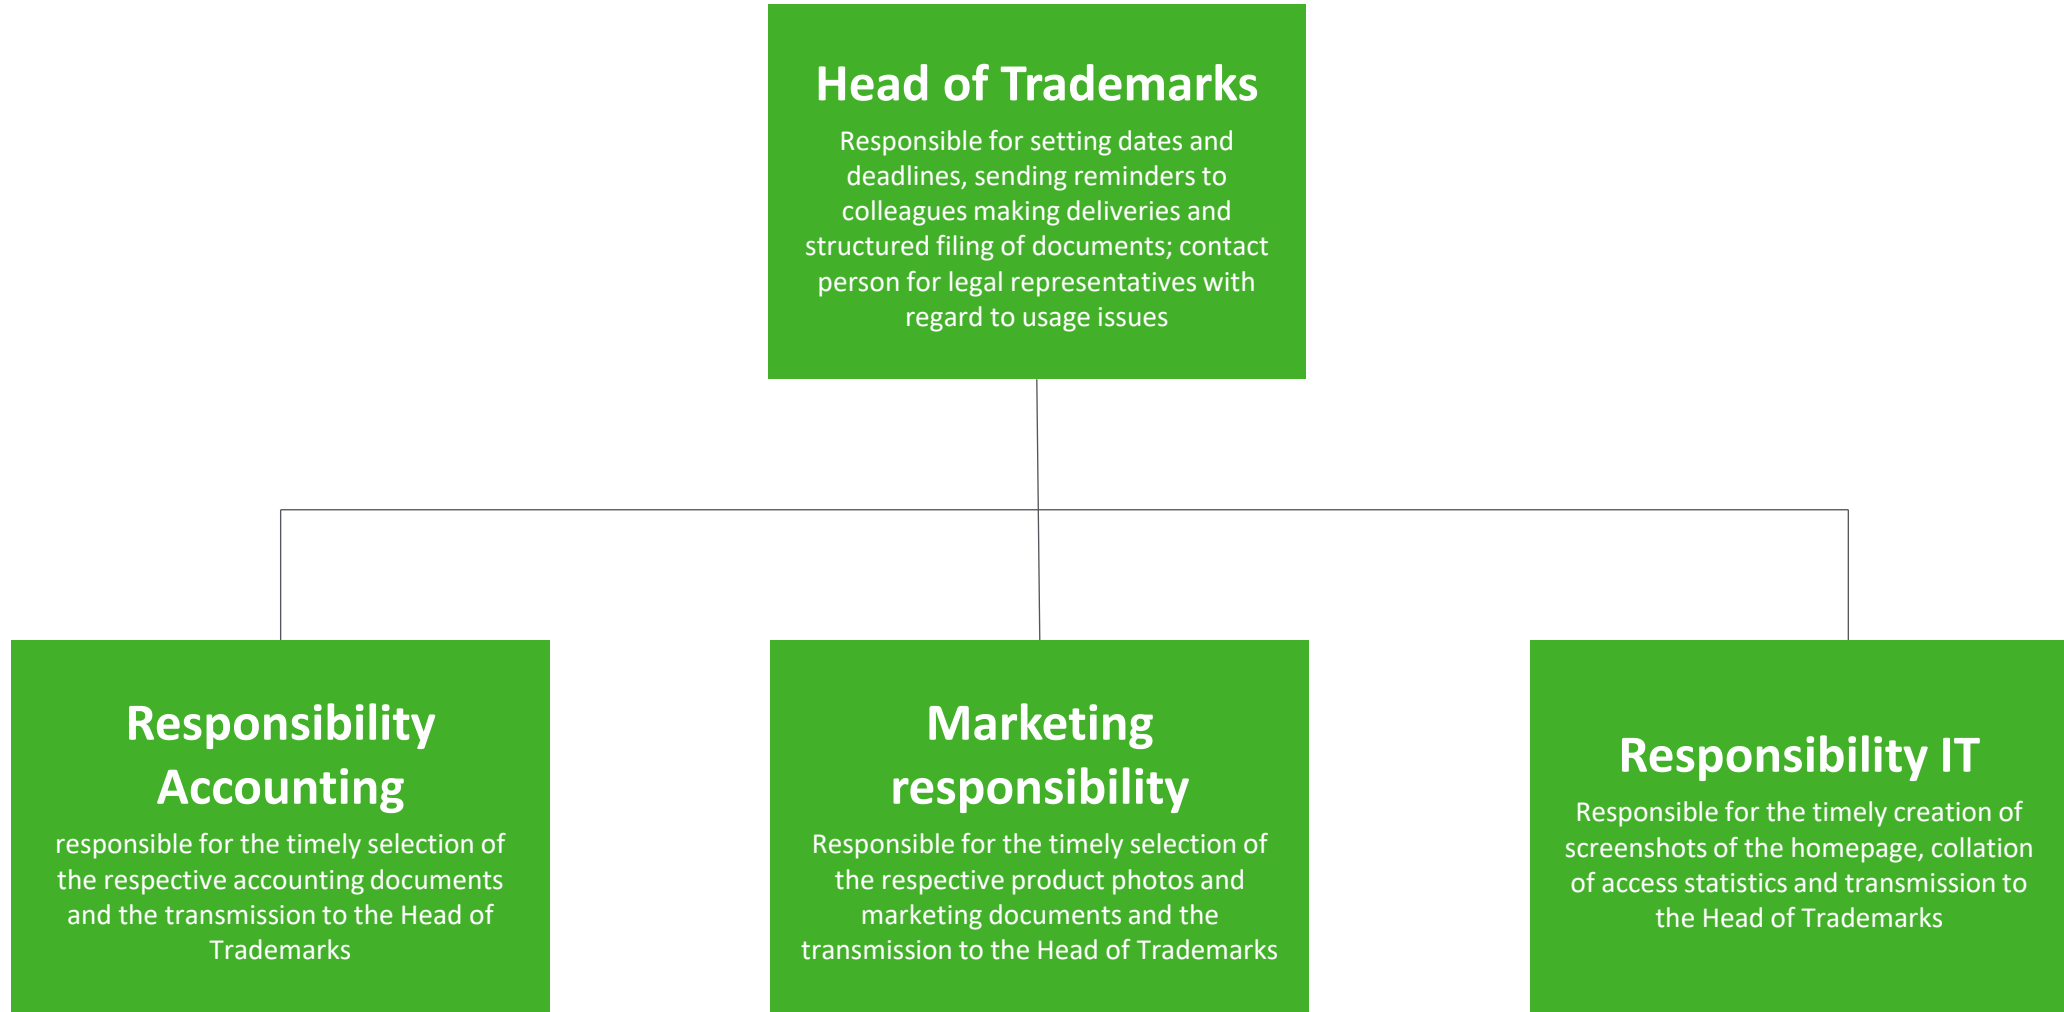 Head of Trademarks
Responsible for setting dates and
deadlines, sending reminders to
colleagues making deliveries and
structured filing of documents; contact
person for legal representatives with
regard to usage issues
Responsibility
Accounting
responsible for the timely selection of
the respective accounting documents
and the transmission to the Head of
Trademarks
Marketing
responsibility
Responsible for the timely selection of
the respective product photos and
marketing documents and the
transmission to the Head of Trademarks
Responsibility IT
Responsible for the timely creation of
screenshots of the homepage, collation
of access statistics and transmission to
the Head of Trademarks